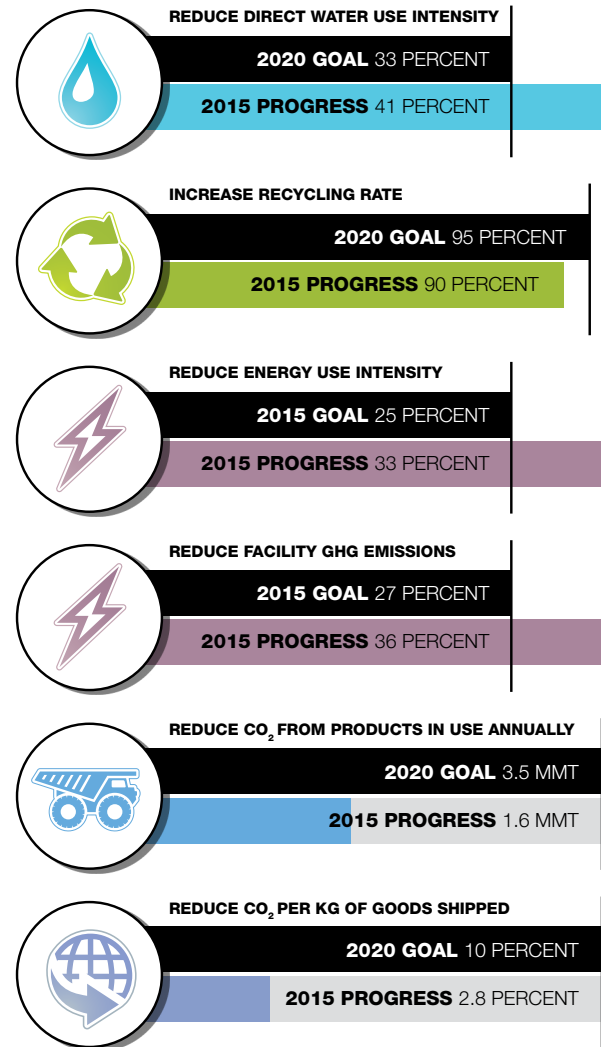 REDUCE DIRECT WATER USE INTENSITY
2020 GOAL 33 PERCENT
2015 PROGRESS 41 PERCENT
INCREASE RECYCLING RATE
2020 GOAL 95 PERCENT
2015 PROGRESS 90 PERCENT
REDUCE ENERGY USE INTENSITY
2015 GOAL 25 PERCENT
2015 PROGRESS 33 PERCENT
REDUCE FACILITY GHG EMISSIONS
2015 GOAL 27 PERCENT
2015 PROGRESS 36 PERCENT
REDUCE CO₂ FROM PRODUCTS IN USE ANNUALLY
2020 GOAL 3.5 MMT
2015 PROGRESS 1.6 MMT
REDUCE CO₂ PER KG OF GOODS SHIPPED
2020 GOAL 10 PERCENT
2015 PROGRESS 2.8 PERCENT